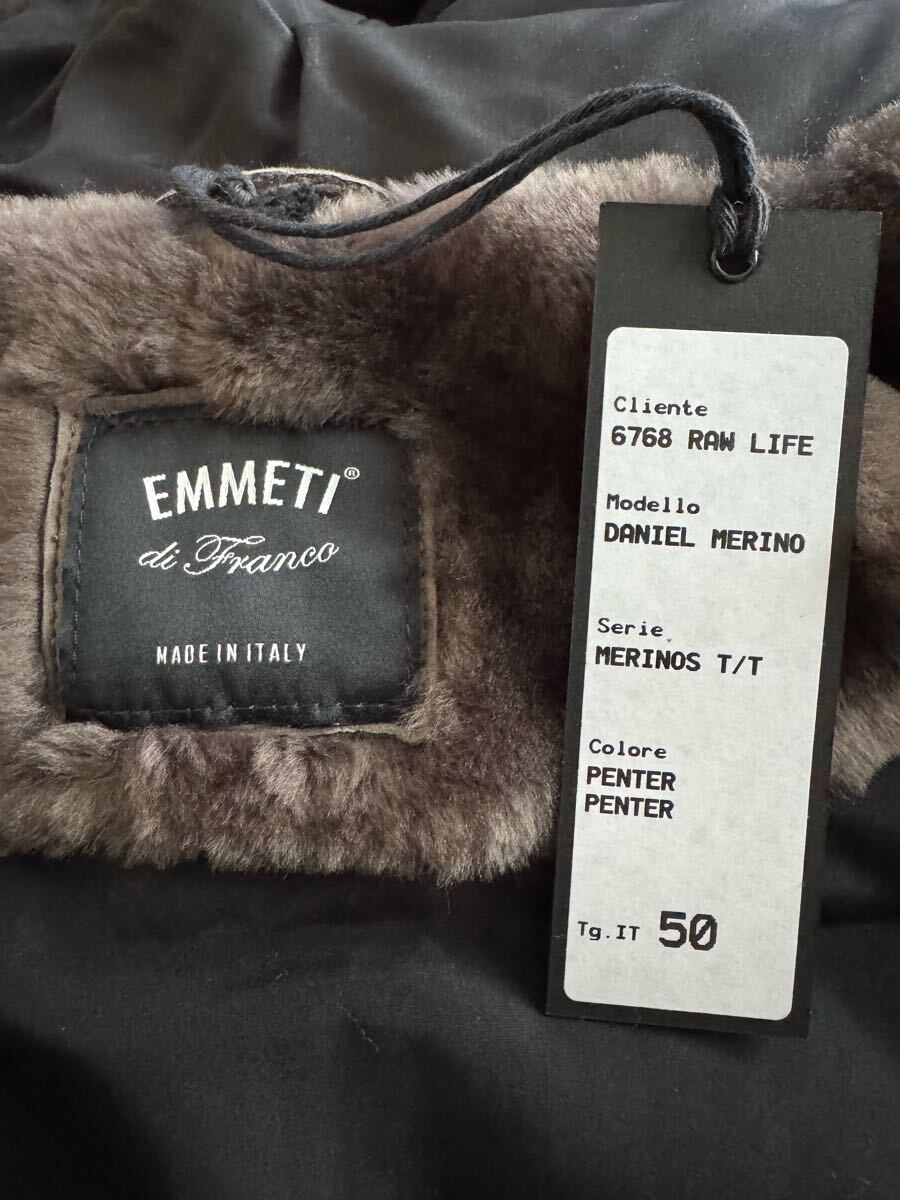 EMMETI®
di Franco
MADE IN ITALY
Cliente
6768 RAW LIFE
Modello
DANIEL MERINO
Serie
MERINOS T/T
Colore
PENTER
PENTER
Tg.IT 50